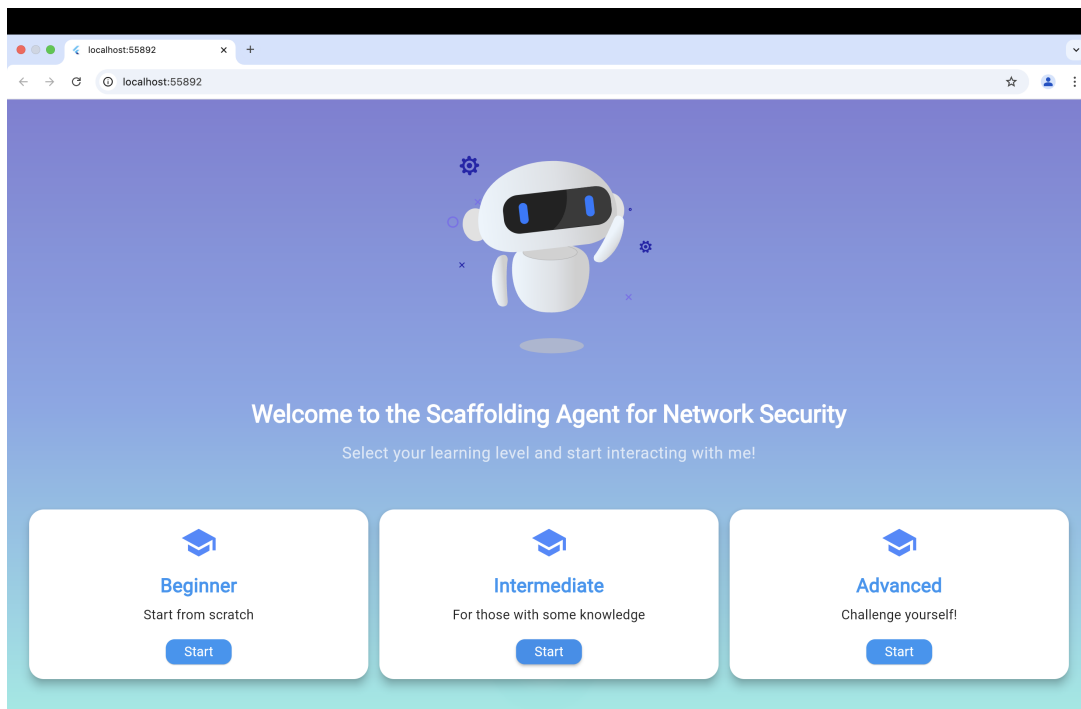 localhost:55892
localhost:55892
Welcome to the Scaffolding Agent for Network Security
Select your learning level and start interacting with me!
Beginner
Start from scratch
Start
Intermediate
For those with some knowledge
Start
Advanced
Challenge yourself!
Start